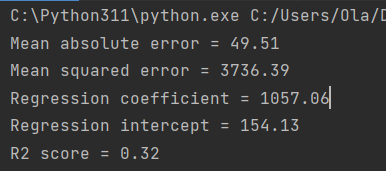 C:\Python311\python.exe C:/Users/Ola/D
Mean absolute error = 49.51
Mean squared error = 3736.39
Regression coefficient = 1057.06
Regression intercept = 154.13
R2 score = 0.32